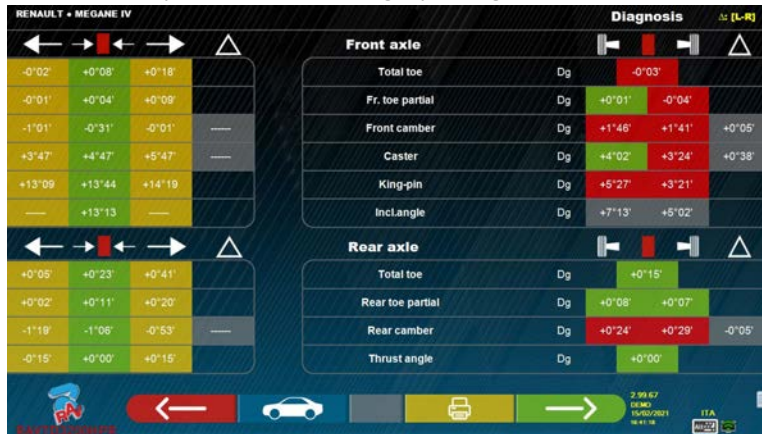 RENAULT • MEGANE IV Diagnosis Δ: [L-R]
Front axle
-0°02' +0°08' +0°18' Total toe Dg -0°03'
-0°01' +0°04' +0°09' Fr. toe partial Dg +0°01' -0°04'
-1°01' -0°31' -0°01' ----- Front camber Dg +1°46' +1°41' +0°05'
+3°47' +4°47' +5°47' ----- Caster Dg +4°02' +3°24' +0°38'
+13°09 +13°44 +14°19 King-pin Dg +5°27' +3°21'
---- +13°13 ---- Incl.angle Dg +7°13' +5°02'
Rear axle
+0°05' +0°23' +0°41' Total toe Dg +0°15'
+0°02' +0°11' +0°20' Rear toe partial Dg +0°08' +0°07'
-1°19' -1°06' -0°53' ----- Rear camber Dg +0°24' +0°29' -0°05'
-0°15' +0°00' +0°15' Thrust angle Dg +0°00'
RAV
2.99.67
DEMO
15/02/2021 ITA